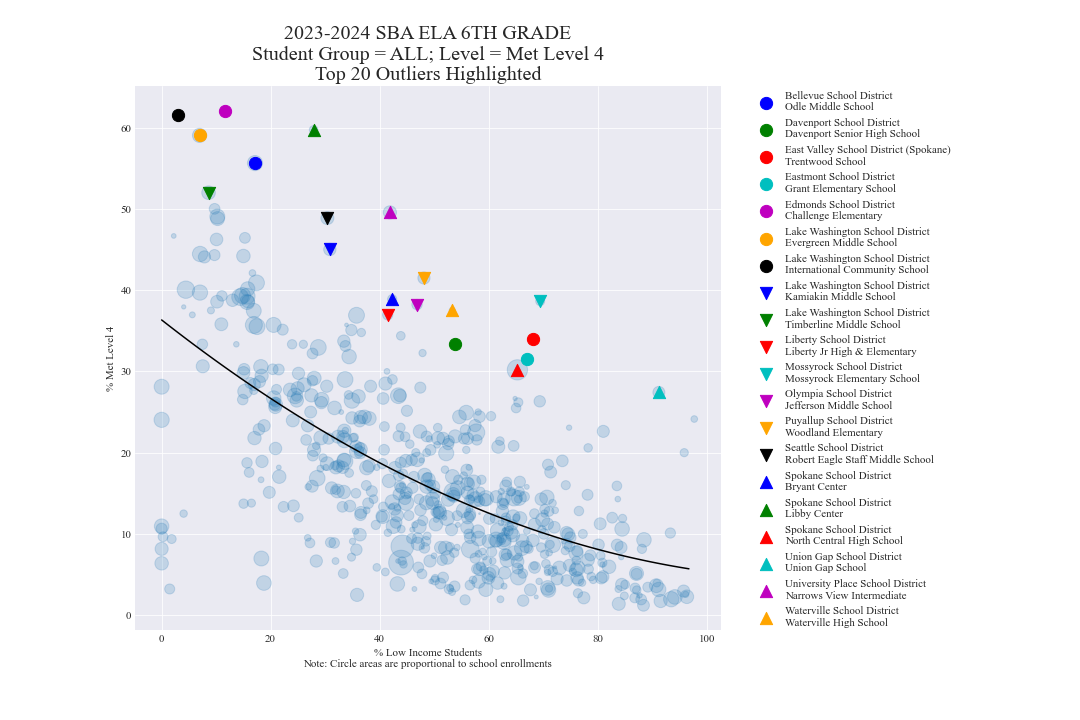 2023-2024 SBA ELA 6TH GRADE
Student Group = ALL; Level = Met Level 4
Top 20 Outliers Highlighted
% Met Level 4
60
50
40
30
20
10
0
0 20 40 60 80 100
% Low Income Students
Note: Circle areas are proportional to school enrollments
Bellevue School District
Odle Middle School
Davenport School District
Davenport Senior High School
East Valley School District (Spokane)
Trentwood School
Eastmont School District
Grant Elementary School
Edmonds School District
Challenge Elementary
Lake Washington School District
Evergreen Middle School
Lake Washington School District
International Community School
Lake Washington School District
Kamiakin Middle School
Lake Washington School District
Timberline Middle School
Liberty School District
Liberty Jr High & Elementary
Mossyrock School District
Mossyrock Elementary School
Olympia School District
Jefferson Middle School
Puyallup School District
Woodland Elementary
Seattle School District
Robert Eagle Staff Middle School
Spokane School District
Bryant Center
Spokane School District
Libby Center
Spokane School District
North Central High School
Union Gap School District
Union Gap School
University Place School District
Narrows View Intermediate
Waterville School District
Waterville High School